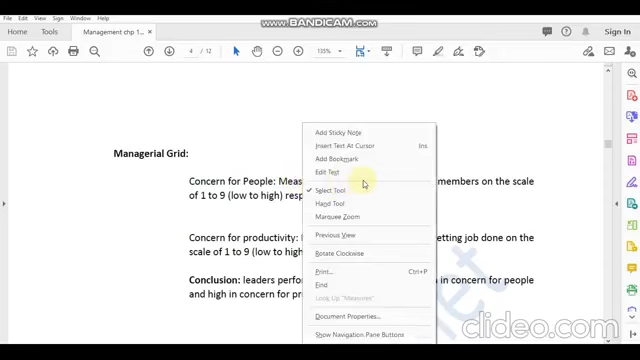 WWW.BANDICAM.COM
File Edit View Sign Window Help
Home Tools Management chp 1... × Sign In
4 / 12 135%
Managerial Grid:
Add Sticky Note
Insert Text At Cursor Ins
Add Bookmark
Edit Text
Select Tool
Hand Tool
Marquee Zoom
Previous View
Rotate Clockwise
Print... Ctrl+P
Find
Look Up "Measures"
Document Properties...
Show Navigation Pane Buttons
Concern for People: Meas members on the scale
of 1 to 9 (low to high) resp
Concern for productivity: etting job done on the
scale of 1 to 9 (low to high)
Conclusion: leaders perfor in concern for people
and high in concern for pr
net
clideo.com